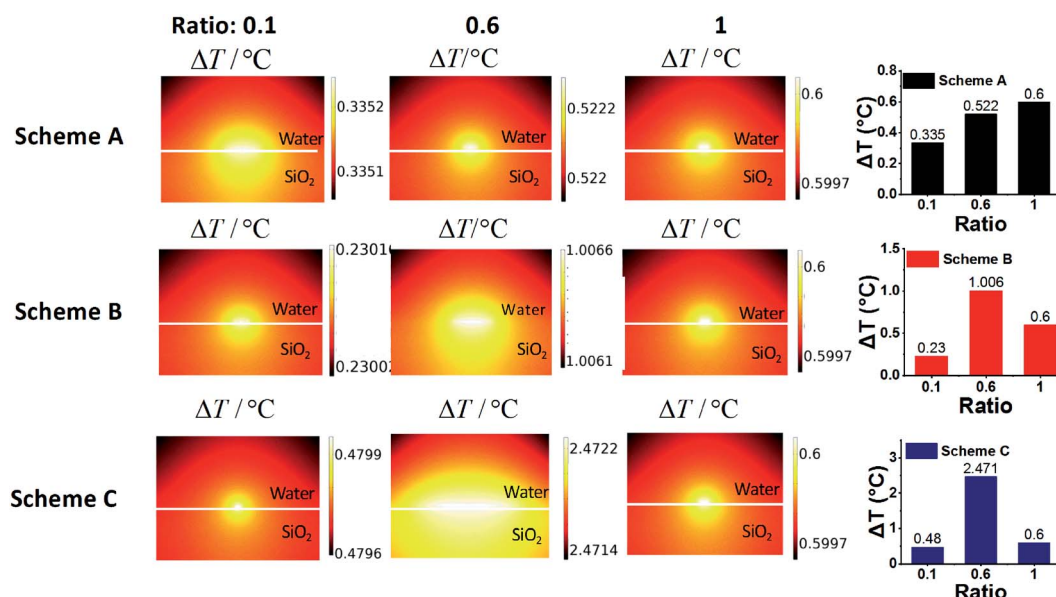 Ratio: 0.1 0.6 1
ΔT / °C ΔT/°C ΔT / °C
Scheme A
0.3352
0.3351
Water
SiO2
0.5222
0.522
Water
SiO2
0.6
0.5997
Water
SiO2
Scheme A
ΔT (°C)
0.8
0.6
0.4
0.2
0.0
0.335
0.522
0.6
0.1 0.6 1
Ratio
ΔT / °C ΔT/°C ΔT / °C
Scheme B
0.23010
0.23002
Water
SiO2
1.0066
1.0061
Water
SiO2
0.6
0.5997
Water
SiO2
Scheme B
ΔT (°C)
1.5
1.0
0.5
0.0
0.23
1.006
0.6
0.1 0.6 1
Ratio
ΔT / °C ΔT / °C ΔT / °C
Scheme C
0.4799
0.4796
Water
SiO2
2.4722
2.4714
Water
SiO2
0.6
0.5997
Water
SiO2
Scheme C
ΔT (°C)
3
2
1
0
0.48
2.471
0.6
0.1 0.6 1
Ratio